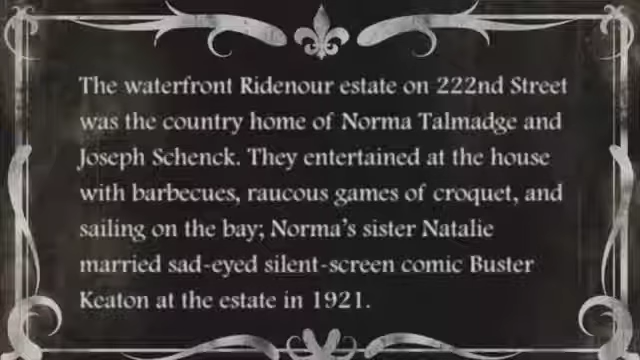 The waterfront Ridenour estate on 222nd Street
was the country home of Norma Talmadge and
Joseph Schenck. They entertained at the house
with barbecues, raucous games of croquet, and
sailing on the bay; Norma's sister Natalie
married sad-eyed silent-screen comic Buster
Keaton at the estate in 1921.